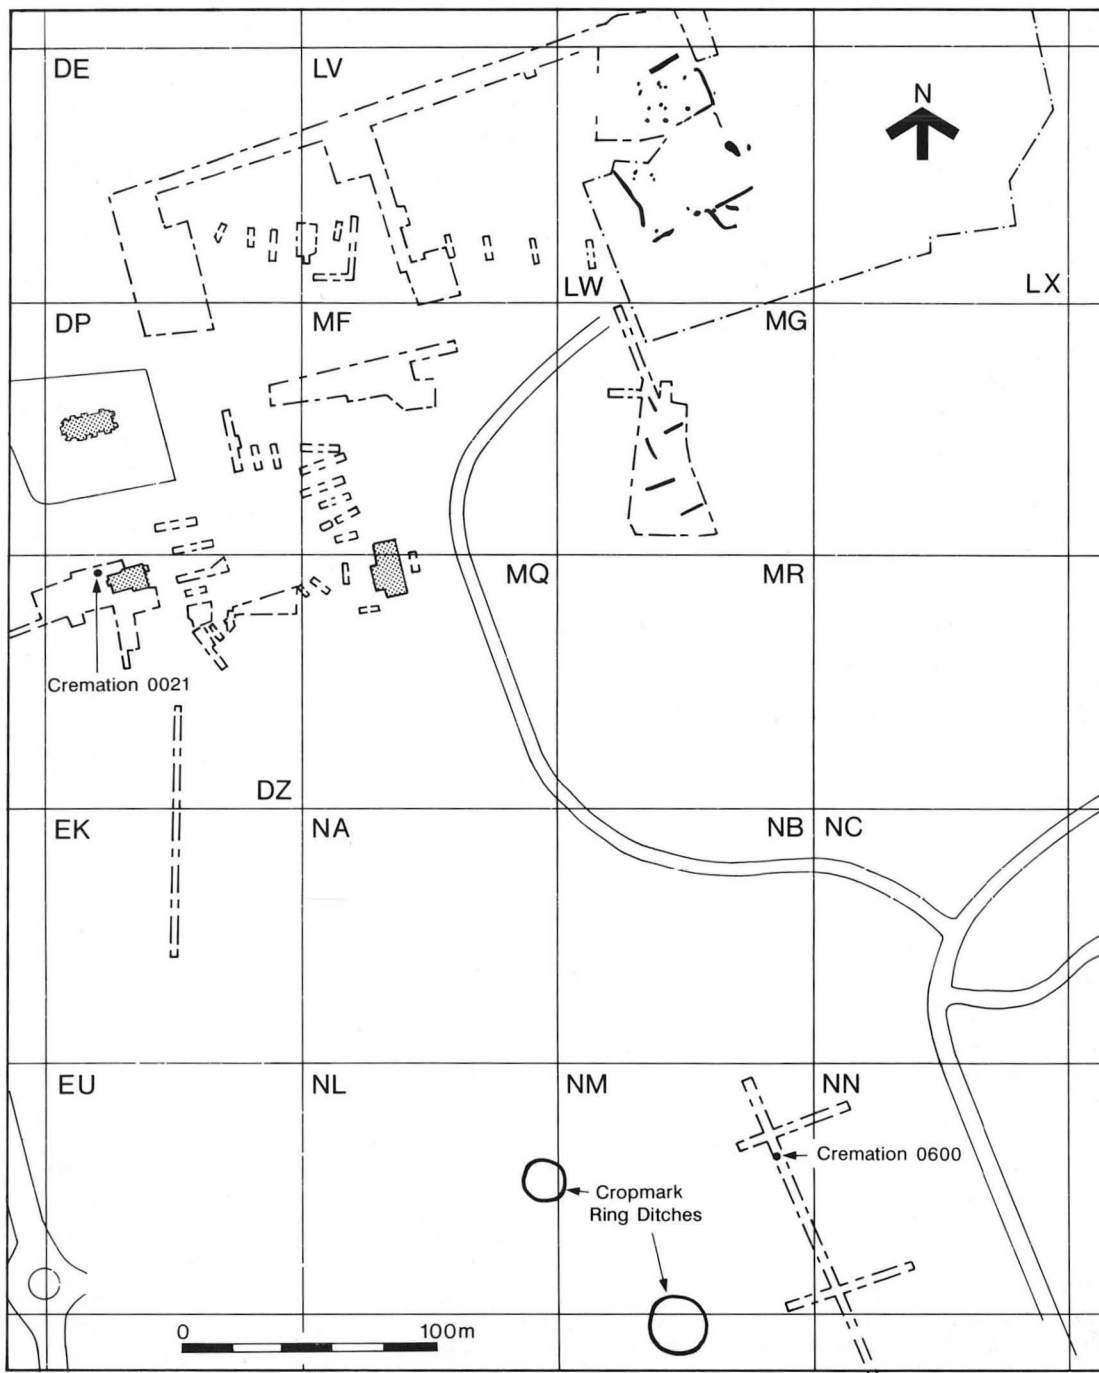 DE
LV
N
LW
LX
DP
MF
MG
MQ
MR
Cremation 0021
DZ
EK
NA
NB
NC
EU
NL
NM
NN
Cremation 0600
Cropmark
Ring Ditches
0
100m